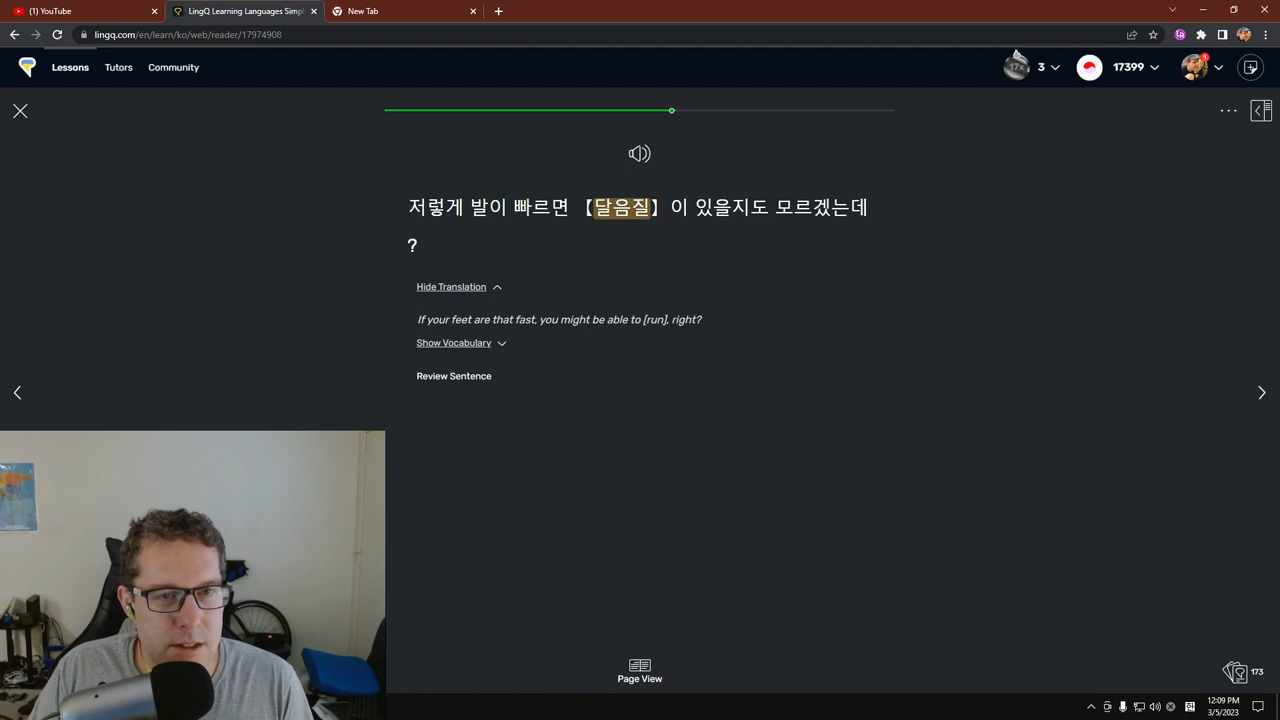 (1) YouTube
LingQ Learning Languages Simpl
New Tab
lingq.com/en/learn/ko/web/reader/17974908
Lessons
Tutors
Community
17x
3
17399
1
저렇게 발이 빠르면 【달음질】이 있을지도 모르겠는데
?
Hide Translation
If your feet are that fast, you might be able to [run], right?
Show Vocabulary
Review Sentence
Page View
173
12:09 PM
3/5/2023